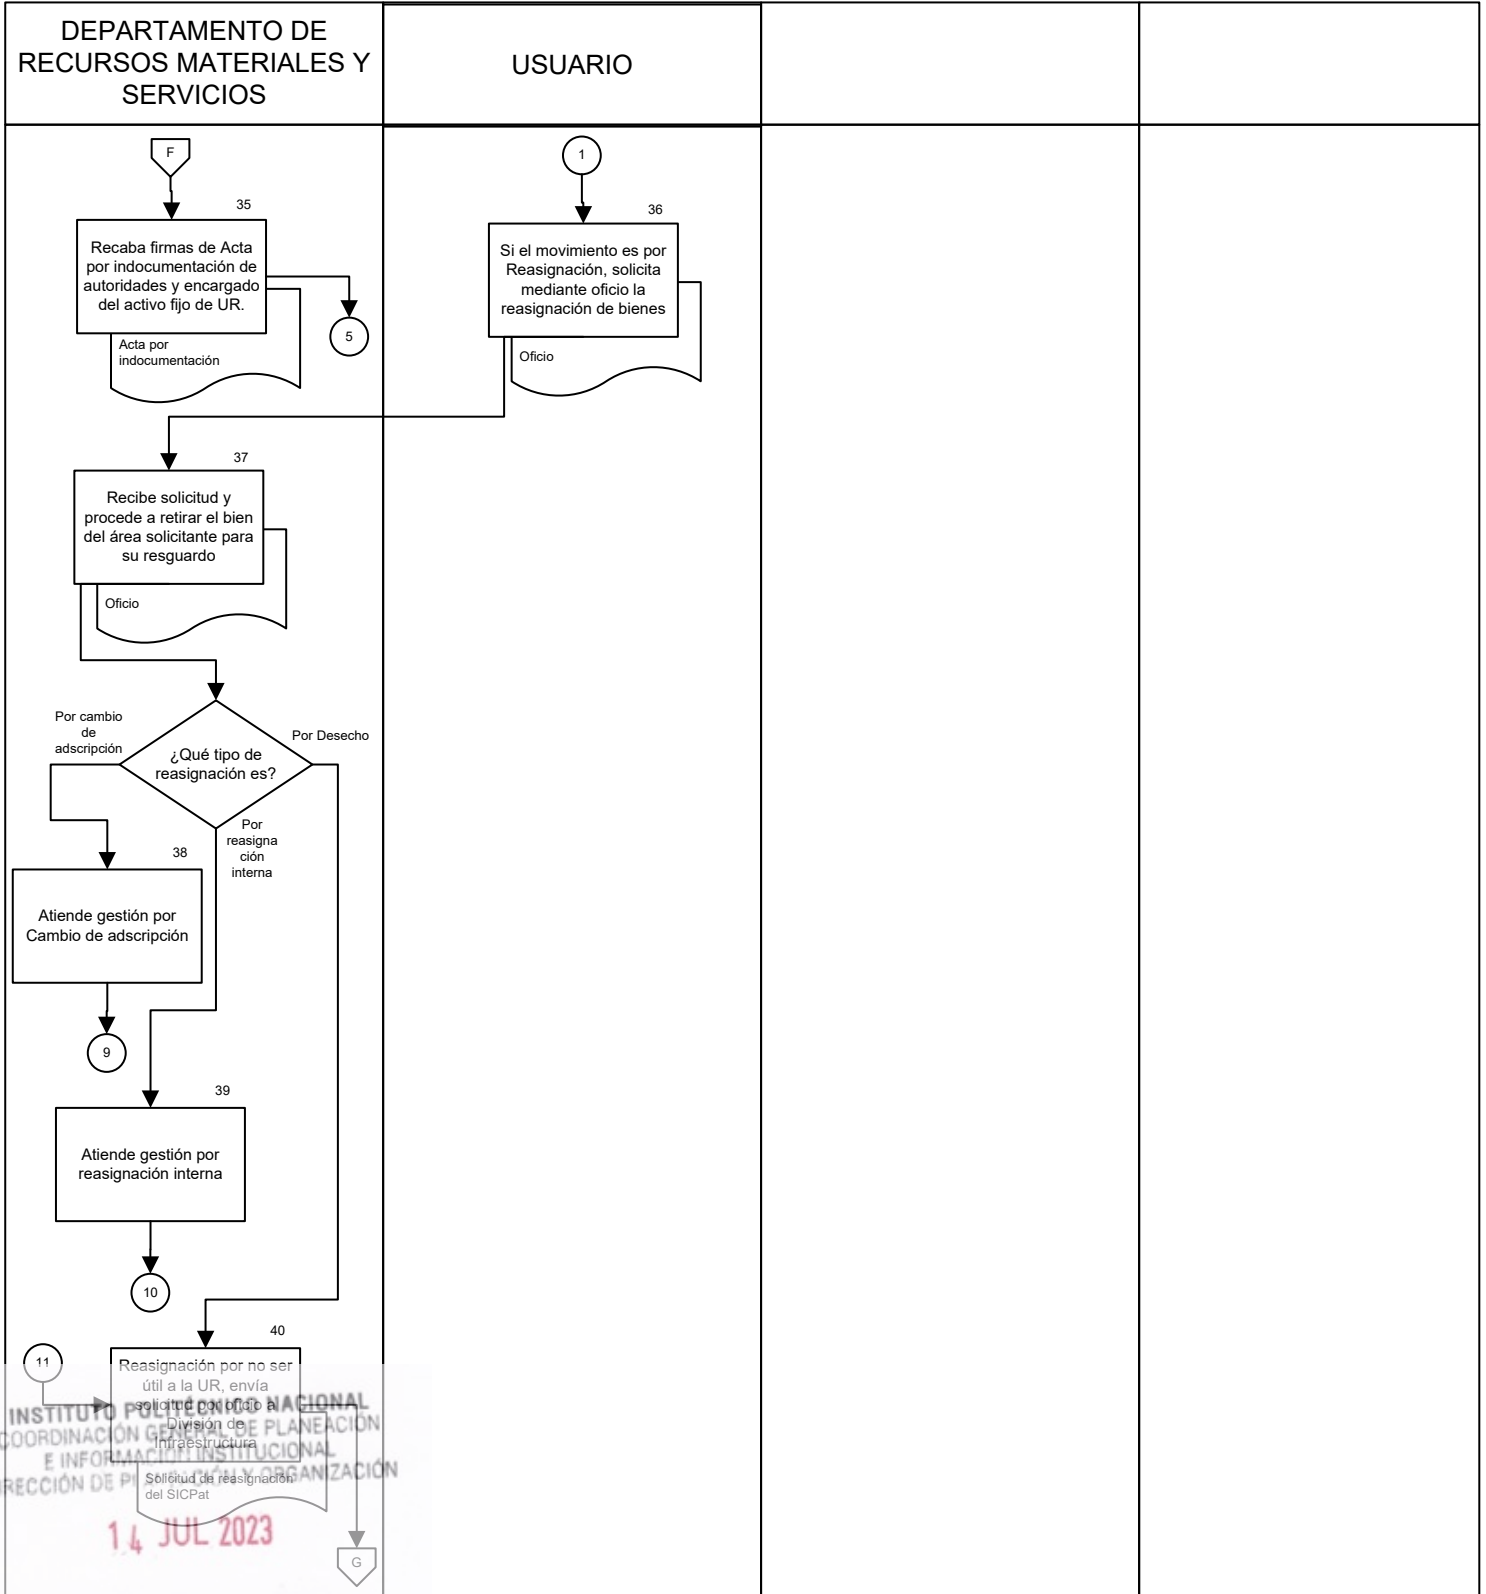 DEPARTAMENTO DE
RECURSOS MATERIALES Y
SERVICIOS
USUARIO
F
35
Recaba firmas de Acta
por indocumentación de
autoridades y encargado
del activo fijo de UR.
Acta por
indocumentación
5
1
36
Si el movimiento es por
Reasignación, solicita
mediante oficio la
reasignación de bienes
Oficio
37
Recibe solicitud y
procede a retirar el bien
del área solicitante para
su resguardo
Oficio
¿Qué tipo de
reasignación es?
Por cambio
de
adscripción
Por Desecho
Por
reasigna
ción
interna
38
Atiende gestión por
Cambio de adscripción
9
39
Atiende gestión por
reasignación interna
10
40
11
Reasignación por no ser
útil a la UR, envía
solicitud por oficio a
División de
Infraestructura
Solicitud de reasignación
del SICPat
G
INSTITUTO POLITÉCNICO NACIONAL
COORDINACIÓN GENERAL DE PLANEACIÓN
E INFORMACIÓN INSTITUCIONAL
DE Y ORGANIZACIÓN
14 JUL 2023